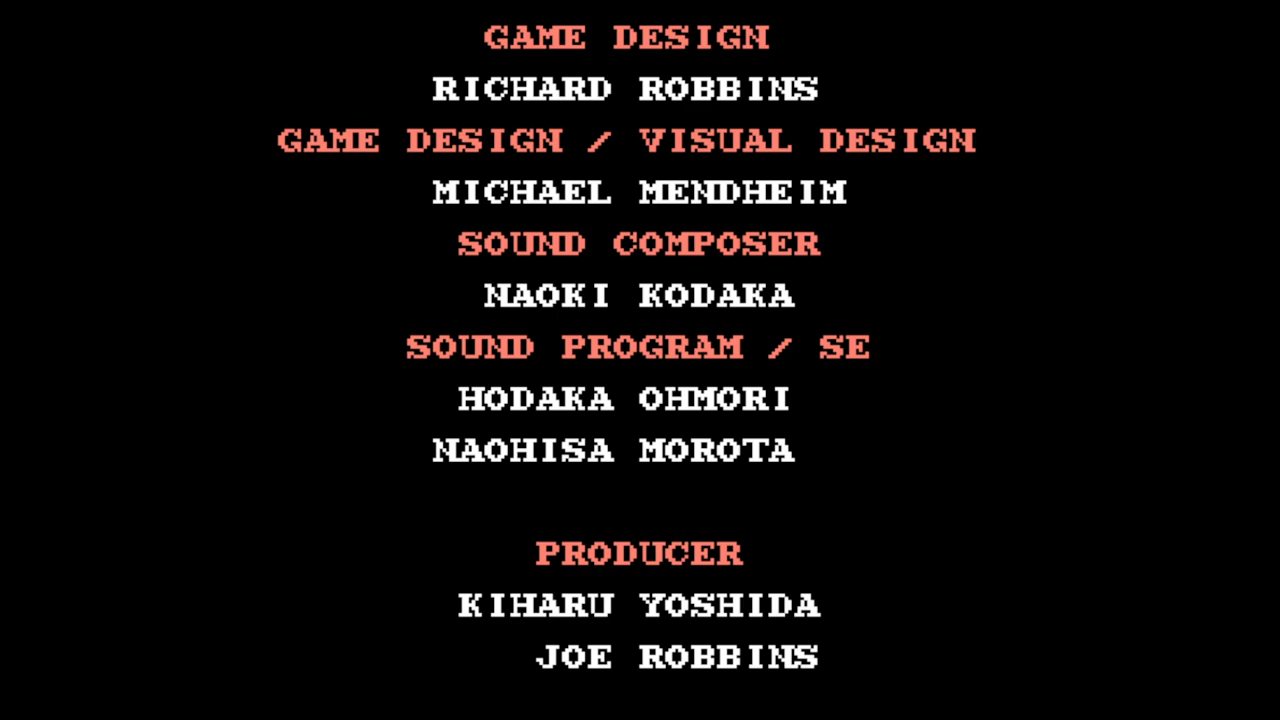 GAME DESIGN
RICHARD ROBBINS
GAME DESIGN / VISUAL DESIGN
MICHAEL MENDHEIM
SOUND COMPOSER
NAOKI KODAKA
SOUND PROGRAM / SE
HODAKA OHMORI
NAOHISA MOROTA
PRODUCER
KIHARU YOSHIDA
JOE ROBBINS